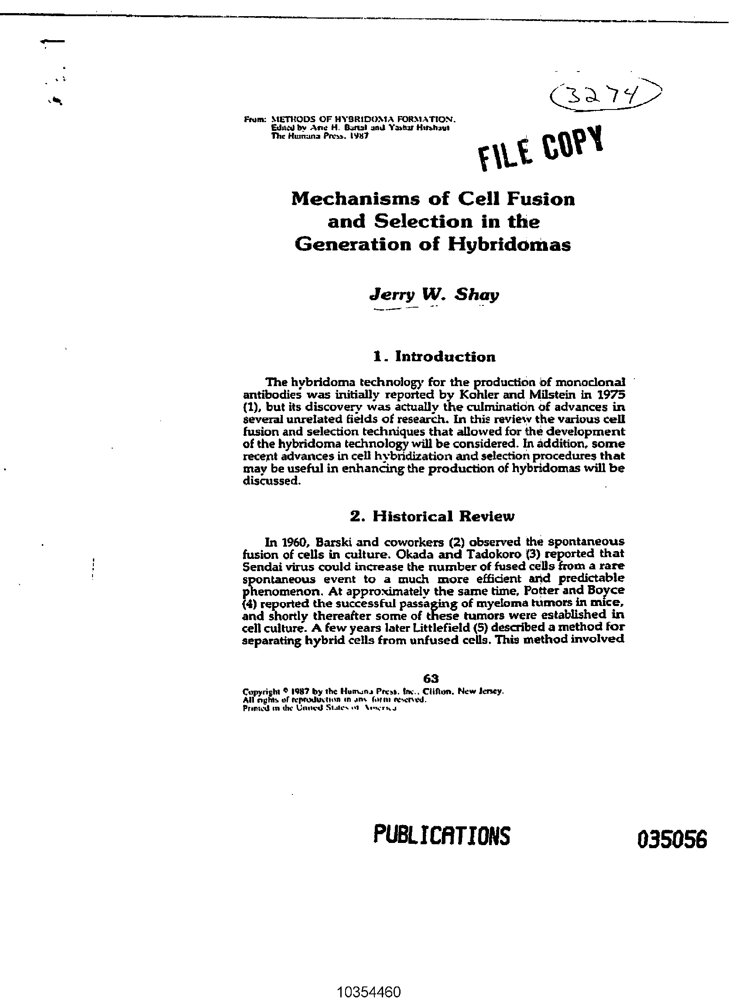 3274
From: METHODS OF HYBRIDOMA FORMATION.
Edited by Arie H. Bartal and Yashar Hirshaut
The Humana Press, 1987
FILE COPY
Mechanisms of Cell Fusion
and Selection in the
Generation of Hybridomas
Jerry W. Shay
1. Introduction
The hybridoma technology for the production of monoclonal
antibodies was initially reported by Kohler and Milstein in 1975
(1), but its discovery was actually the culmination of advances in
several unrelated fields of research. In this review the various cell
fusion and selection techniques that allowed for the development
of the hybridoma technology will be considered. In addition, some
recent advances in cell hybridization and selection procedures that
may be useful in enhancing the production of hybridomas will be
discussed.
2. Historical Review
In 1960, Barski and coworkers (2) observed the spontaneous
fusion of cells in culture. Okada and Tadokoro (3) reported that
Sendai virus could increase the number of fused cells from a rare
spontaneous event to a much more efficient and predictable
phenomenon. At approximately the same time, Potter and Boyce
(4) reported the successful passaging of myeloma tumors in mice,
and shortly thereafter some of these tumors were established in
cell culture. A few years later Littlefield (5) described a method for
separating hybrid cells from unfused cells. This method involved
63
Copyright © 1987 by the Humana Press, Inc., Clifton, New Jersey.
All rights of reproduction in any form reserved.
Printed in the United States of America
PUBLICATIONS
035056
10354460